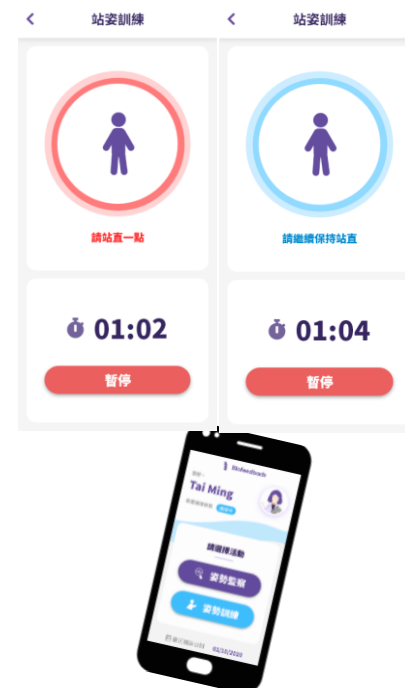 站姿訓練
請站直一點
01:02
暫停
站姿訓練
請繼續保持站直
01:04
暫停
Tai Ming
請選擇活動
姿勢監察
姿勢訓練
03/10/2020